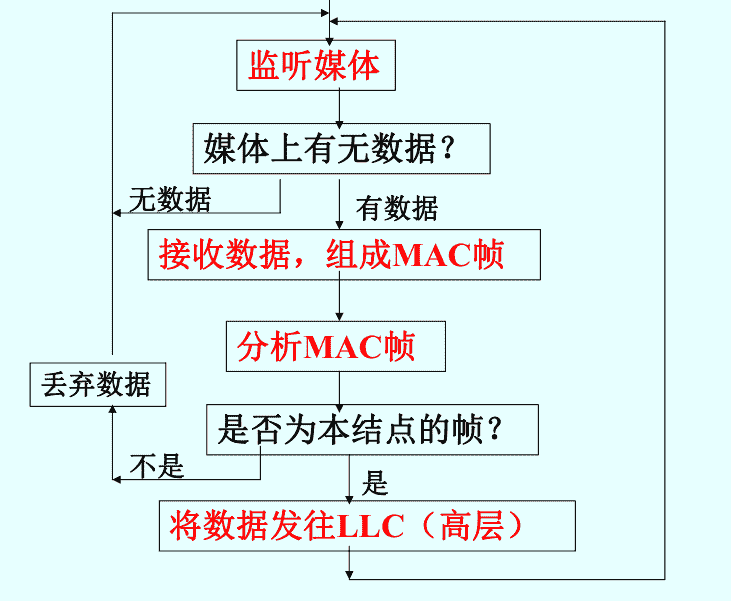 监听媒体
媒体上有无数据？
无数据
有数据
接收数据，组成MAC帧
分析MAC帧
丢弃数据
是否为本结点的帧？
不是
是
将数据发往LLC（高层）